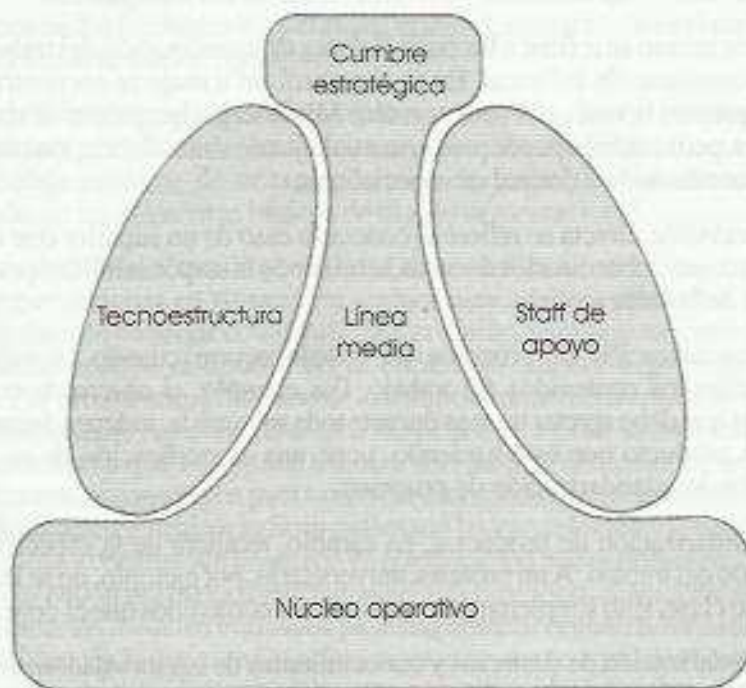 Cumbre
estratégica
Tecnoestructura
Línea
media
Staff de
apoyo
Núcleo operativo